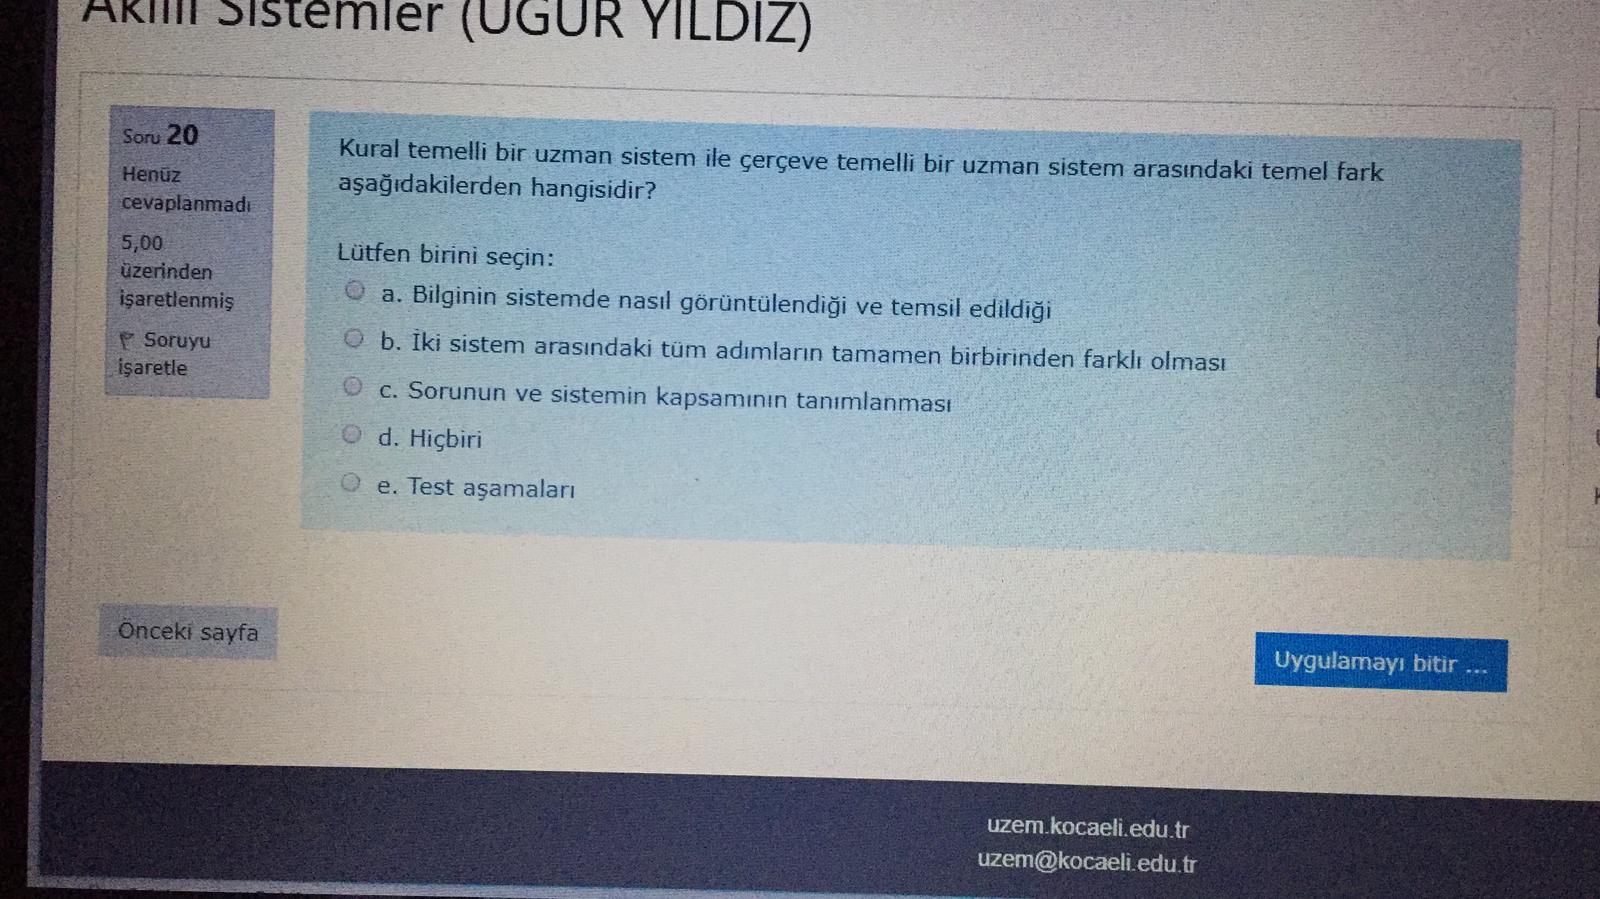 Akıllı Sistemler (UĞUR YILDIZ)
Soru 20
Henüz
cevaplanmadı
5,00
üzerinden
işaretlenmiş
Soruyu
işaretle
Kural temelli bir uzman sistem ile çerçeve temelli bir uzman sistem arasındaki temel fark
aşağıdakilerden hangisidir?
Lütfen birini seçin:
a. Bilginin sistemde nasıl görüntülendiği ve temsil edildiği
b. İki sistem arasındaki tüm adımların tamamen birbirinden farklı olması
c. Sorunun ve sistemin kapsamının tanımlanması
d. Hiçbiri
e. Test aşamaları
Önceki sayfa
Uygulamayı bitir ...
uzem.kocaeli.edu.tr
uzem@kocaeli.edu.tr